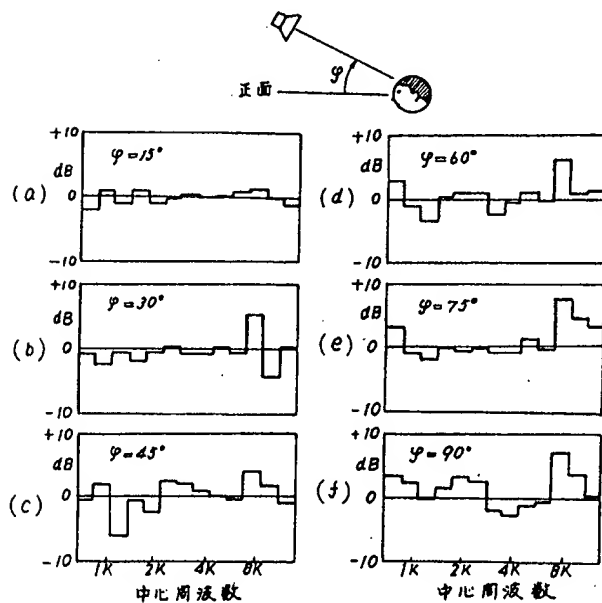 φ
正面
+10
dB
0
-10
(a)
φ=15°
+10
dB
0
-10
(b)
φ=30°
+10
dB
0
-10
(c)
φ=45°
1K 2K 4K 8K
中心周波数
+10
dB
0
-10
(d)
φ=60°
+10
dB
0
-10
(e)
φ=75°
+10
dB
0
-10
(f)
φ=90°
1K 2K 4K 8K
中心周波数